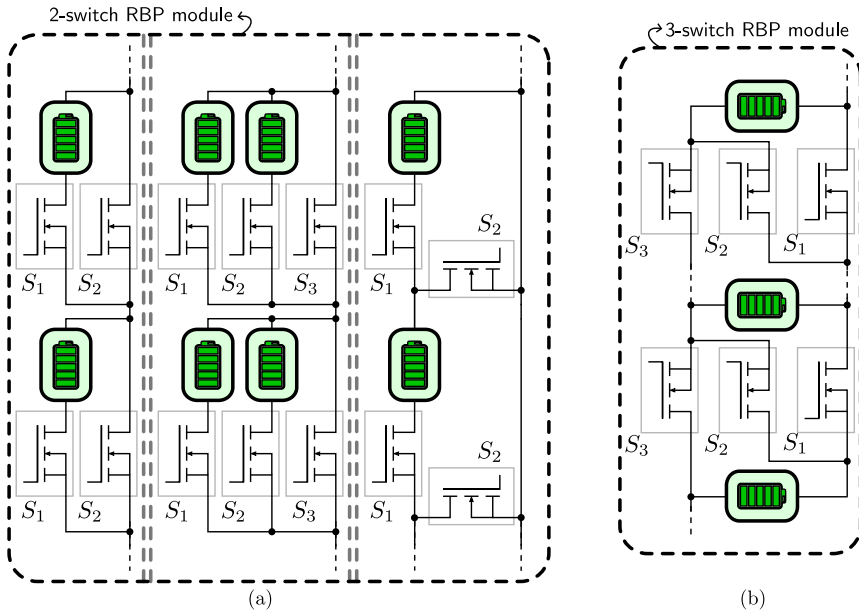 2-switch RBP module
3-switch RBP module
S₃ S₂ S₁
S₂
S₁ S₂ S₁ S₂ S₃ S₁
S₃ S₂ S₁
S₂
S₁ S₂ S₁ S₂ S₃ S₁
(a) (b)